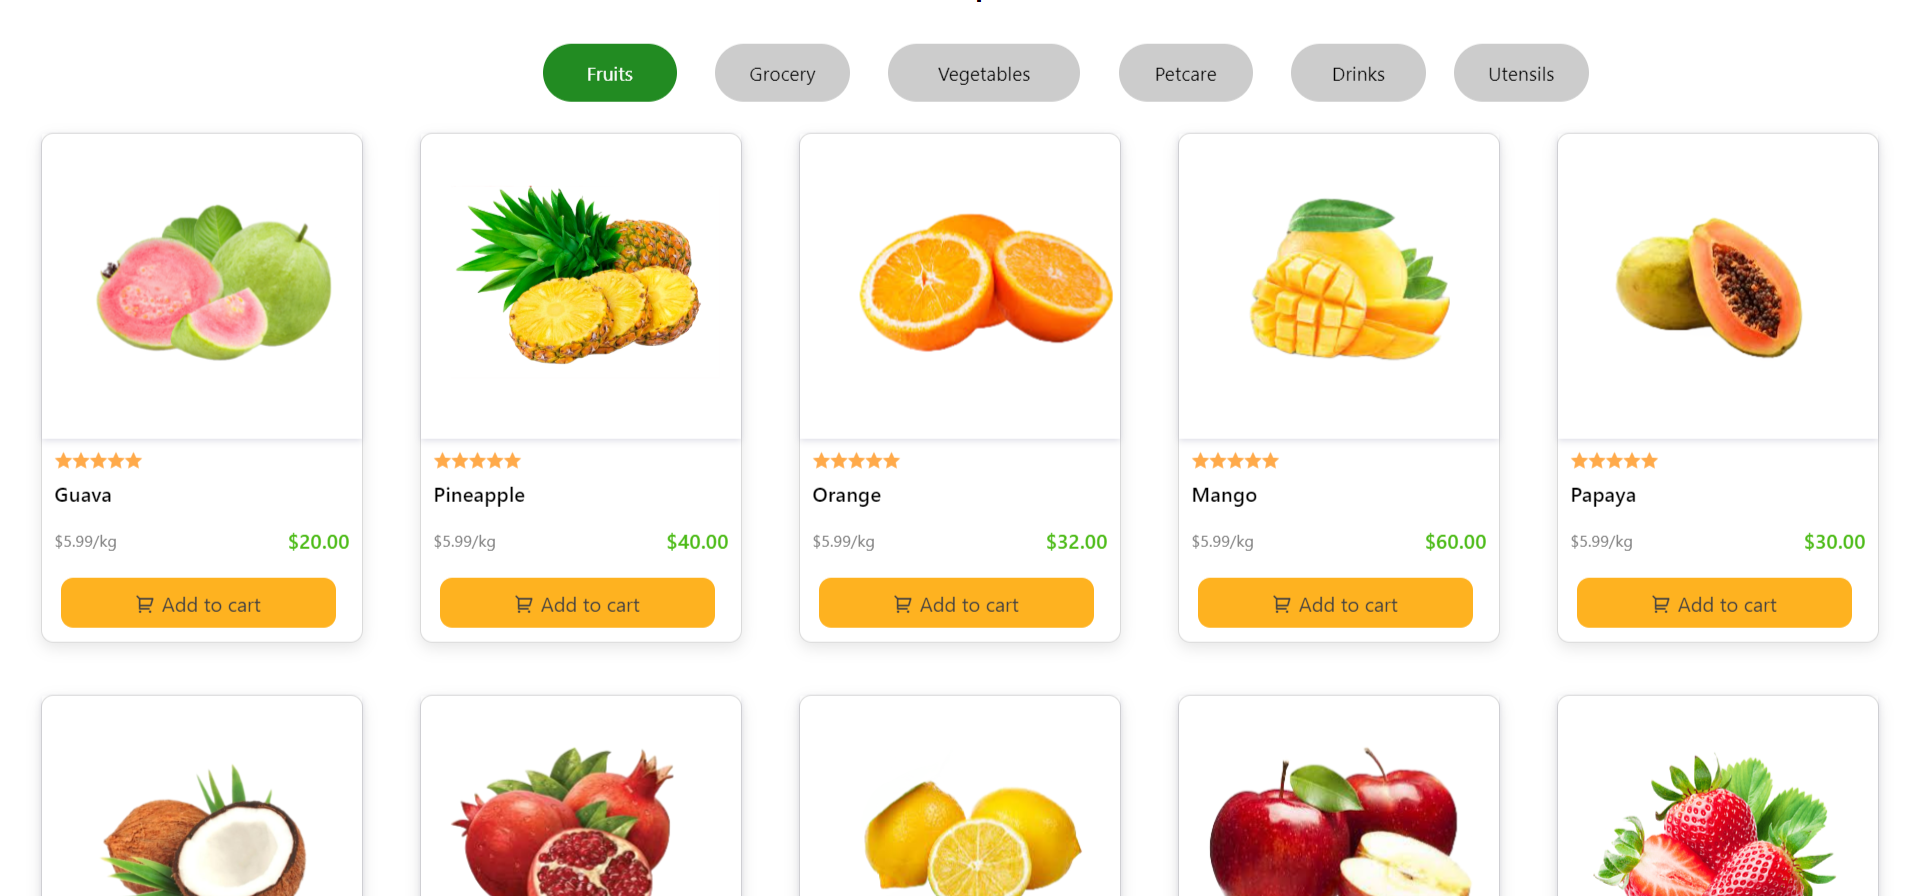 Fruits
Grocery
Vegetables
Petcare
Drinks
Utensils
Guava
$5.99/kg $20.00
Add to cart
Pineapple
$5.99/kg $40.00
Add to cart
Orange
$5.99/kg $32.00
Add to cart
Mango
$5.99/kg $60.00
Add to cart
Papaya
$5.99/kg $30.00
Add to cart